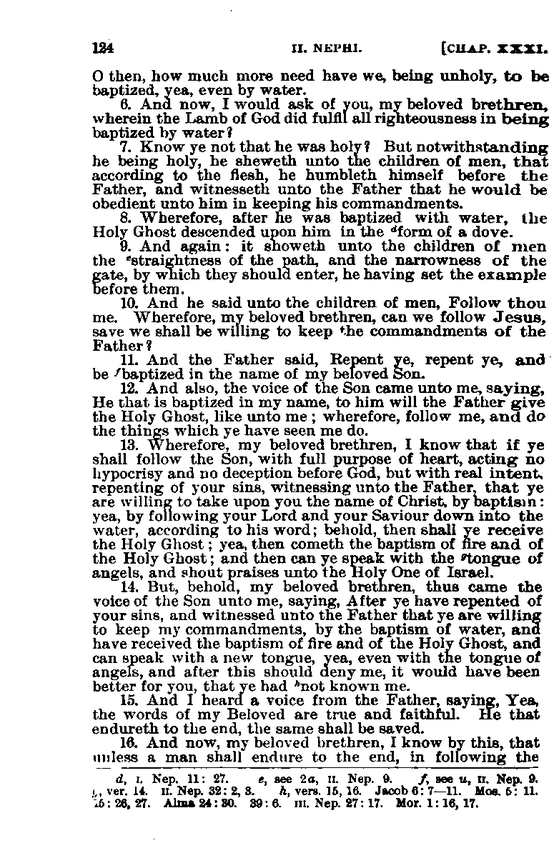 124 II. NEPHI. [CHAP. XXXI.
O then, how much more need have we, being unholy, to be
baptized, yea, even by water.
6. And now, I would ask of you, my beloved brethren,
wherein the Lamb of God did fulfil all righteousness in being
baptized by water?
7. Know ye not that he was holy? But notwithstanding
he being holy, he sheweth unto the children of men, that
according to the flesh, he humbleth himself before the
Father, and witnesseth unto the Father that he would be
obedient unto him in keeping his commandments.
8. Wherefore, after he was baptized with water, the
Holy Ghost descended upon him in the dform of a dove.
9. And again: it showeth unto the children of men
the estraightness of the path, and the narrowness of the
gate, by which they should enter, he having set the example
before them.
10. And he said unto the children of men, Follow thou
me. Wherefore, my beloved brethren, can we follow Jesus,
save we shall be willing to keep the commandments of the
Father?
11. And the Father said, Repent ye, repent ye, and
be fbaptized in the name of my beloved Son.
12. And also, the voice of the Son came unto me, saying,
He that is baptized in my name, to him will the Father give
the Holy Ghost, like unto me; wherefore, follow me, and do
the things which ye have seen me do.
13. Wherefore, my beloved brethren, I know that if ye
shall follow the Son, with full purpose of heart, acting no
hypocrisy and no deception before God, but with real intent,
repenting of your sins, witnessing unto the Father, that ye
are willing to take upon you the name of Christ, by baptism:
yea, by following your Lord and your Saviour down into the
water, according to his word; behold, then shall ye receive
the Holy Ghost; yea, then cometh the baptism of fire and of
the Holy Ghost; and then can ye speak with the gtongue of
angels, and shout praises unto the Holy One of Israel.
14. But, behold, my beloved brethren, thus came the
voice of the Son unto me, saying, After ye have repented of
your sins, and witnessed unto the Father that ye are willing
to keep my commandments, by the baptism of water, and
have received the baptism of fire and of the Holy Ghost, and
can speak with a new tongue, yea, even with the tongue of
angels, and after this should deny me, it would have been
better for you, that ye had hnot known me.
15. And I heard a voice from the Father, saying, Yea,
the words of my Beloved are true and faithful. He that
endureth to the end, the same shall be saved.
16. And now, my beloved brethren, I know by this, that
unless a man shall endure to the end, in following the
d, I. Nep. 11: 27. e, see 2a, II. Nep. 9. f, see u, II. Nep. 9.
ver. 14. II. Nep. 32: 2, 3. h, vers. 15, 16. Jacob 6: 7—11. Mos. 5: 11.
26, 27. Alma 24: 30. 39: 6. III. Nep. 27: 17. Mor. 1: 16, 17.